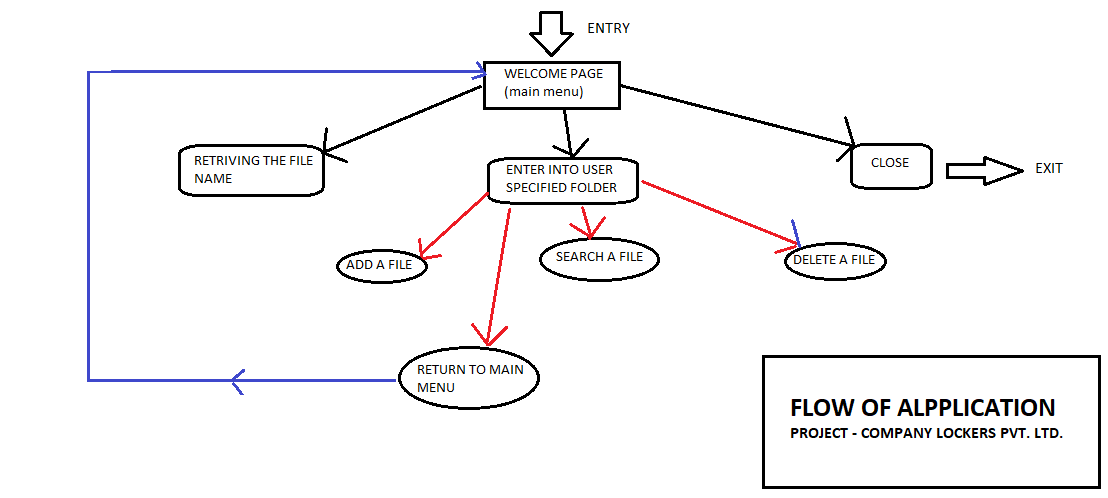 ENTRY
WELCOME PAGE
(main menu)
RETRIVING THE FILE
NAME
ENTER INTO USER
SPECIFIED FOLDER
CLOSE
EXIT
ADD A FILE
SEARCH A FILE
DELETE A FILE
RETURN TO MAIN
MENU
FLOW OF ALPPLICATION
PROJECT - COMPANY LOCKERS PVT. LTD.